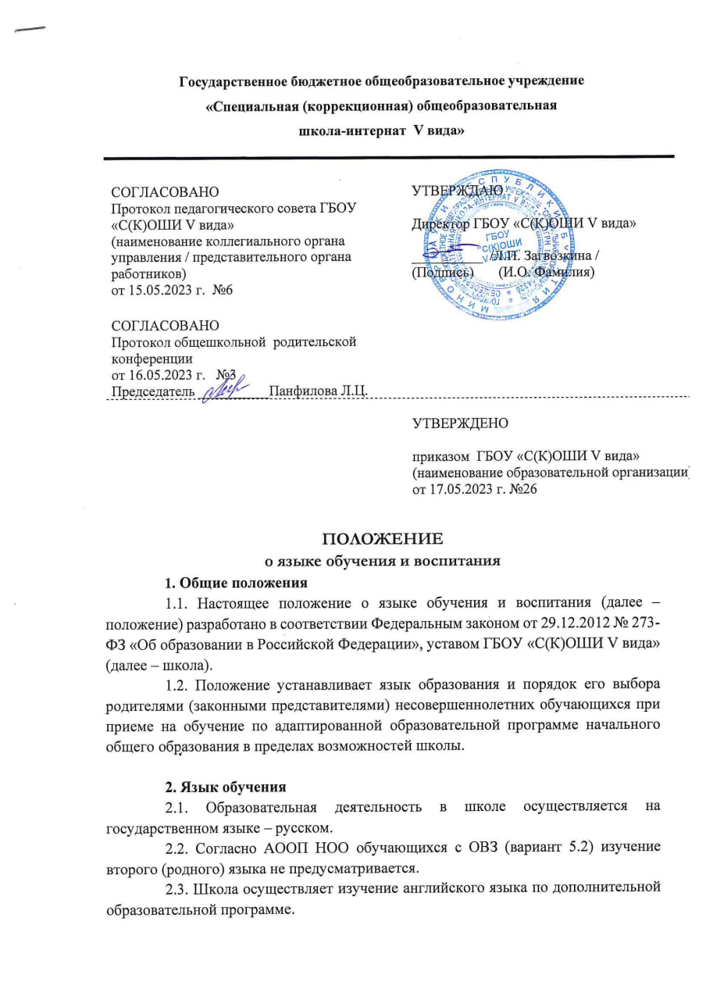 Государственное бюджетное общеобразовательное учреждение
«Специальная (коррекционная) общеобразовательная
школа-интернат V вида»
СОГЛАСОВАНО
Протокол педагогического совета ГБОУ
«С(К)ОШИ V вида»
(наименование коллегиального органа
управления / представительного органа
работников)
от 15.05.2023 г. №6
СОГЛАСОВАНО
Протокол общешкольной родительской
конференции
от 16.05.2023 г. №3
Председатель __________ Панфилова Л.Ц.
УТВЕРЖДАЮ
Директор ГБОУ «С(К)ОШИ V вида»
__________ /Л.Л. Загвозкина /
(Подпись) (И.О. Фамилия)
ГБОУ
"С(К)ОШИ
V ВИДА"
УТВЕРЖДЕНО
приказом ГБОУ «С(К)ОШИ V вида»
(наименование образовательной организации
от 17.05.2023 г. №26
ПОЛОЖЕНИЕ
о языке обучения и воспитания
1. Общие положения
1.1. Настоящее положение о языке обучения и воспитания (далее –
положение) разработано в соответствии Федеральным законом от 29.12.2012 № 273-
ФЗ «Об образовании в Российской Федерации», уставом ГБОУ «С(К)ОШИ V вида»
(далее – школа).
1.2. Положение устанавливает язык образования и порядок его выбора
родителями (законными представителями) несовершеннолетних обучающихся при
приеме на обучение по адаптированной образовательной программе начального
общего образования в пределах возможностей школы.
2. Язык обучения
2.1. Образовательная деятельность в школе осуществляется на
государственном языке – русском.
2.2. Согласно АООП НОО обучающихся с ОВЗ (вариант 5.2) изучение
второго (родного) языка не предусматривается.
2.3. Школа осуществляет изучение английского языка по дополнительной
образовательной программе.